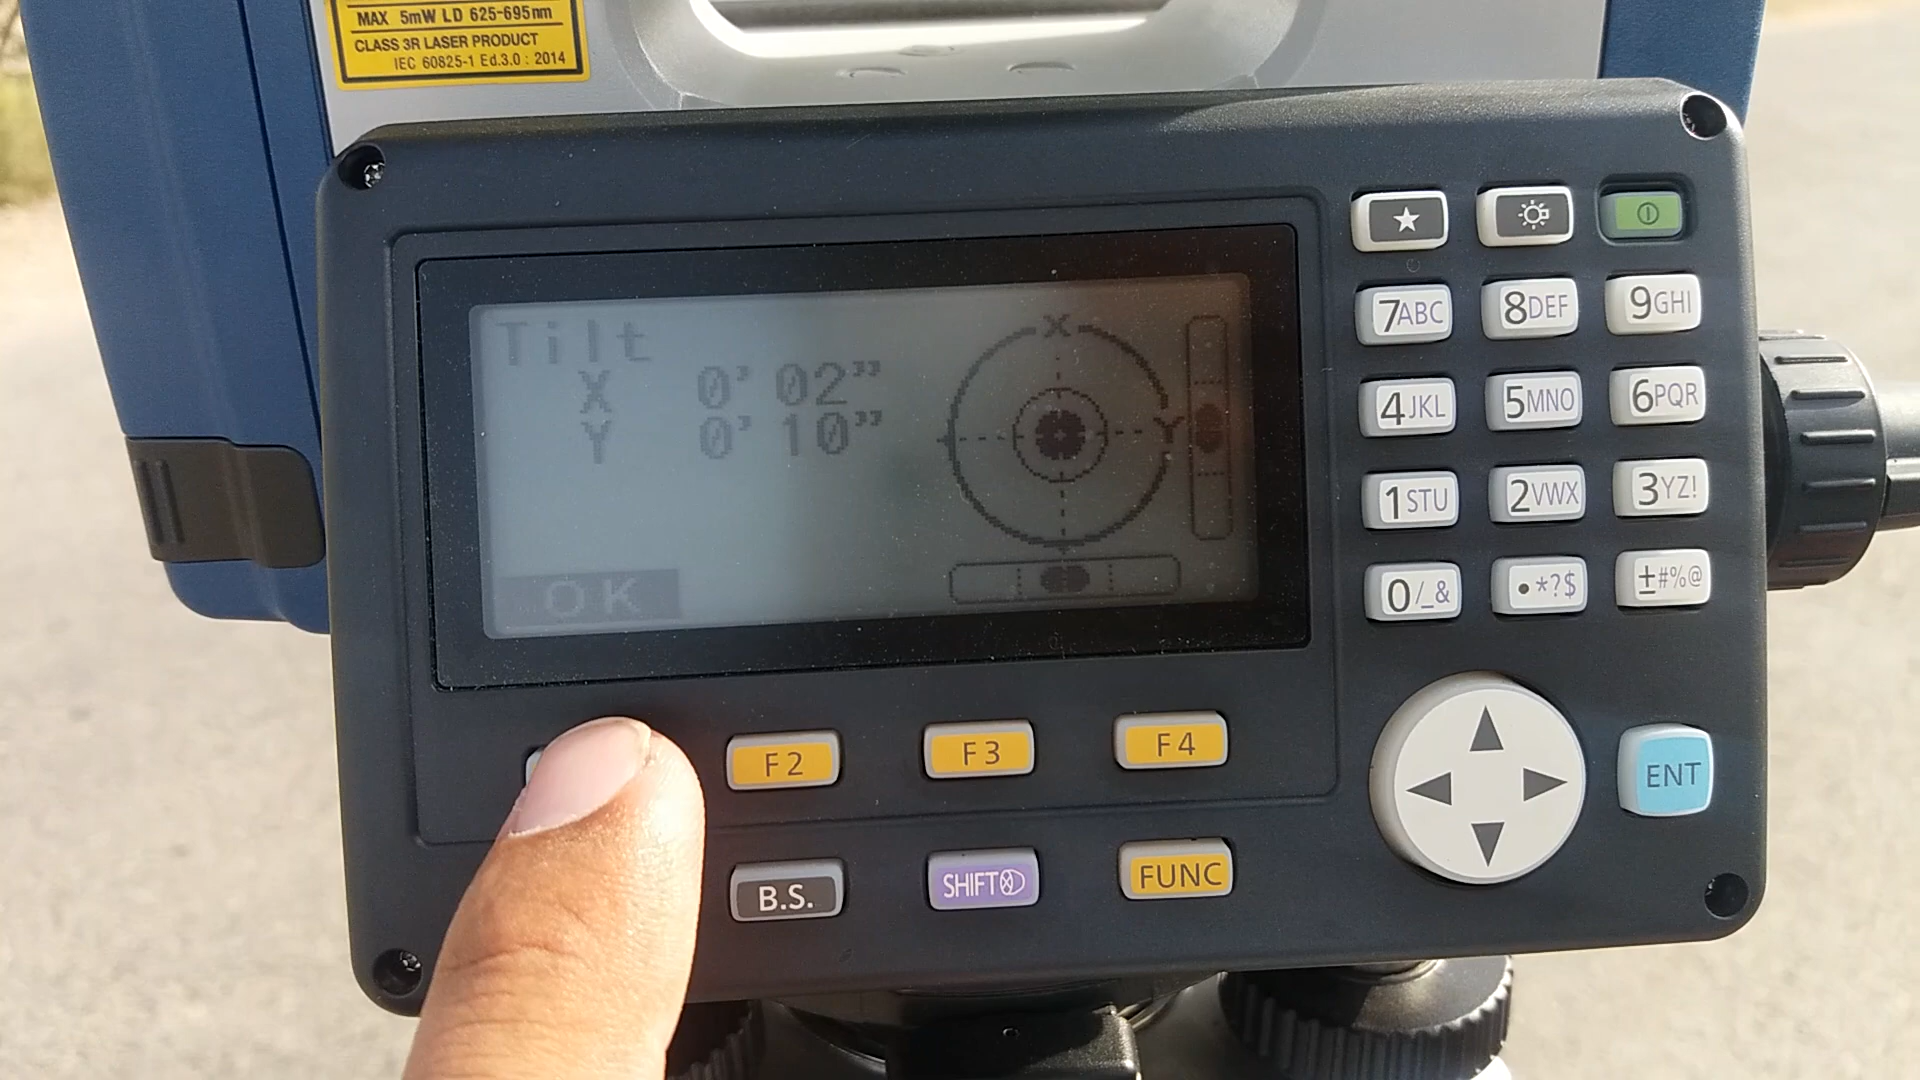 MAX 5mW LD 625-695nm
CLASS 3R LASER PRODUCT
IEC 60825-1 Ed.3.0 : 2014
Tilt
X 0' 02"
Y 0' 10"
X
Y
OK
★
7ABC 8DEF 9GHI
4JKL 5MNO 6PQR
1STU 2VWX 3YZ!
0/_& •*?$ ±#%@
F2 F3 F4
ENT
B.S. SHIFT FUNC